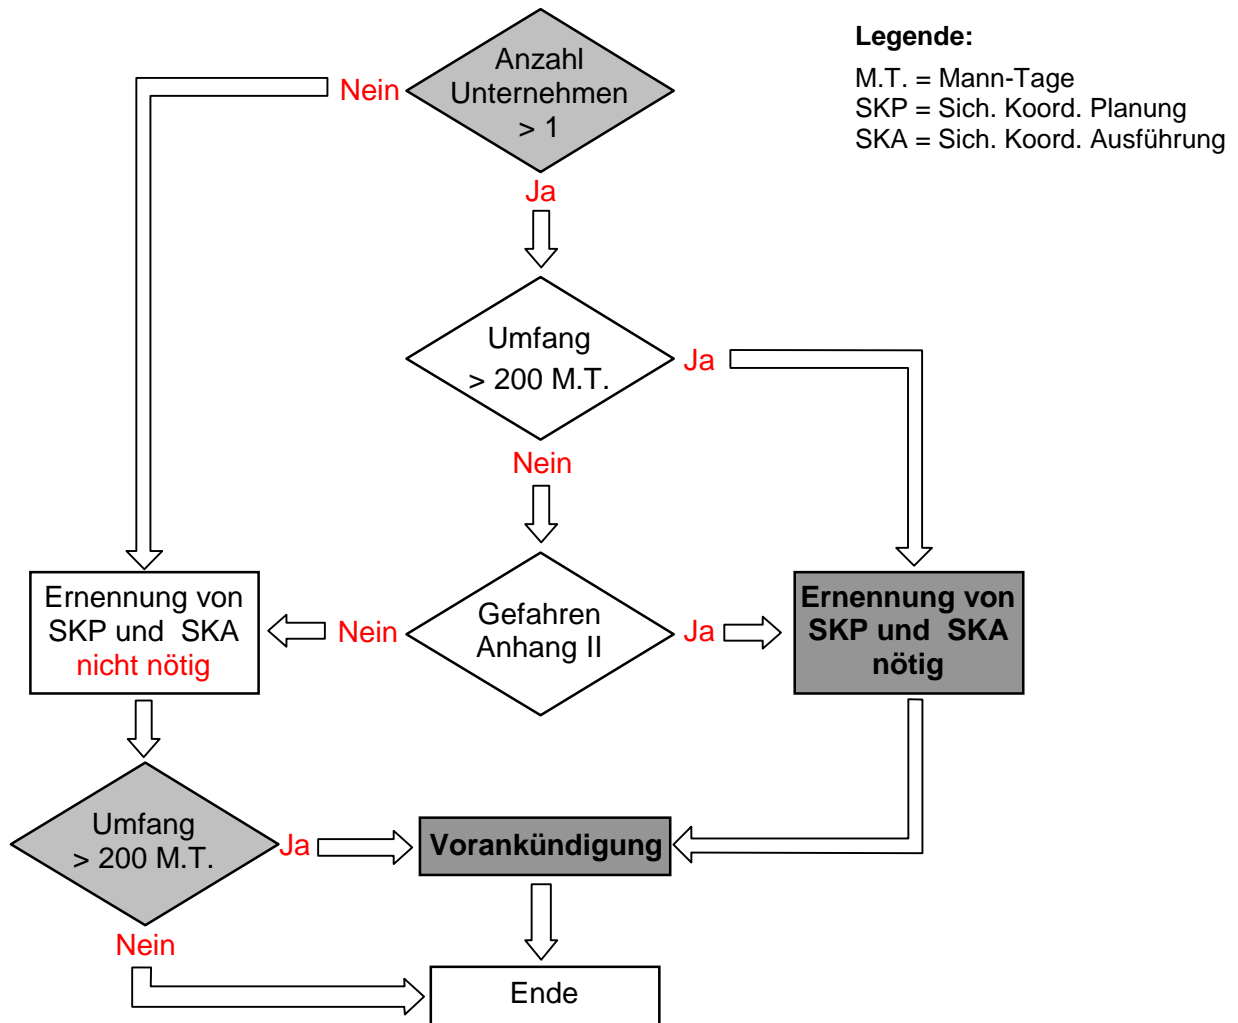 Legende:
M.T. = Mann-Tage
SKP = Sich. Koord. Planung
SKA = Sich. Koord. Ausführung
Anzahl
Unternehmen
> 1
Nein
Ja
Umfang
> 200 M.T.
Ja
Nein
Gefahren
Anhang II
Nein
Ja
Ernennung von
SKP und SKA
nicht nötig
Ernennung von
SKP und SKA
nötig
Umfang
> 200 M.T.
Ja
Nein
Vorankündigung
Ende